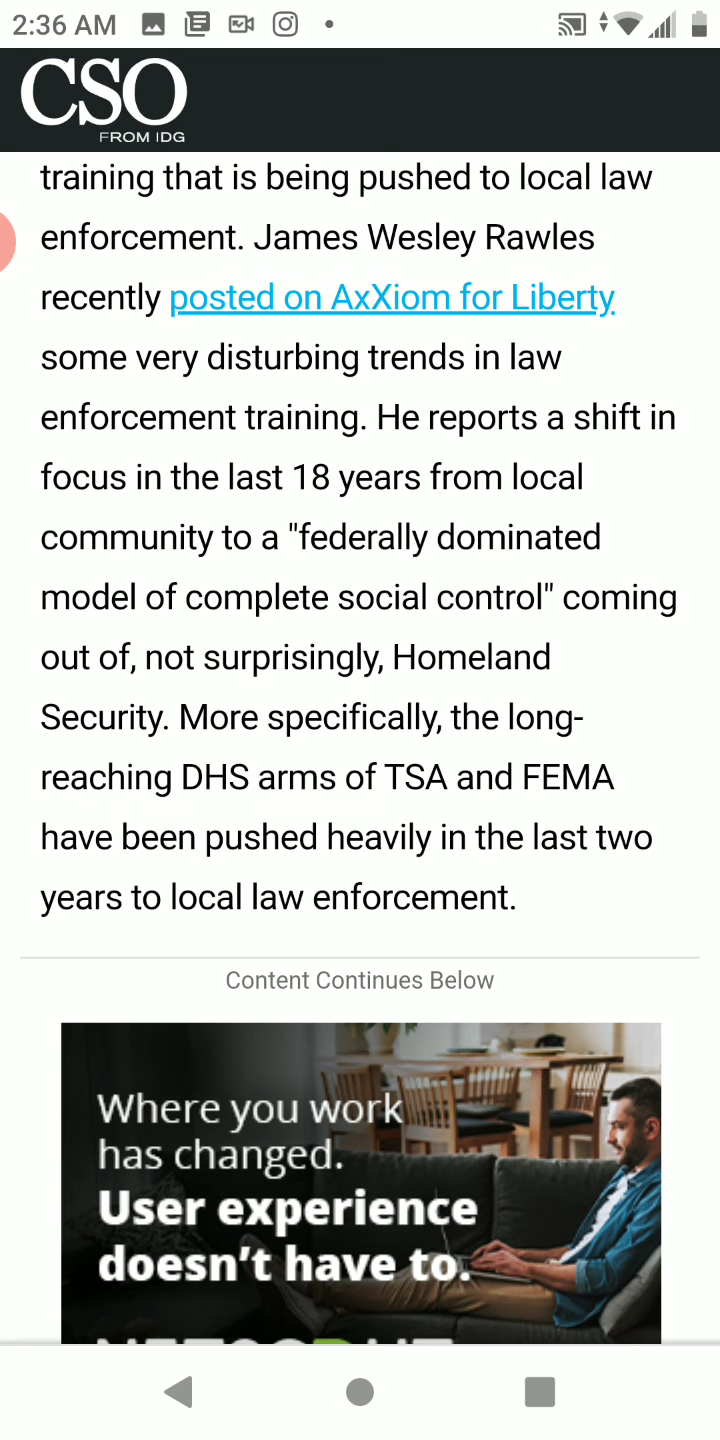 2:36 AM
CSO
FROM IDG
training that is being pushed to local law
enforcement. James Wesley Rawles
recently posted on AxXiom for Liberty
some very disturbing trends in law
enforcement training. He reports a shift in
focus in the last 18 years from local
community to a "federally dominated
model of complete social control" coming
out of, not surprisingly, Homeland
Security. More specifically, the long-
reaching DHS arms of TSA and FEMA
have been pushed heavily in the last two
years to local law enforcement.
Content Continues Below
Where you work
has changed.
User experience
doesn't have to.